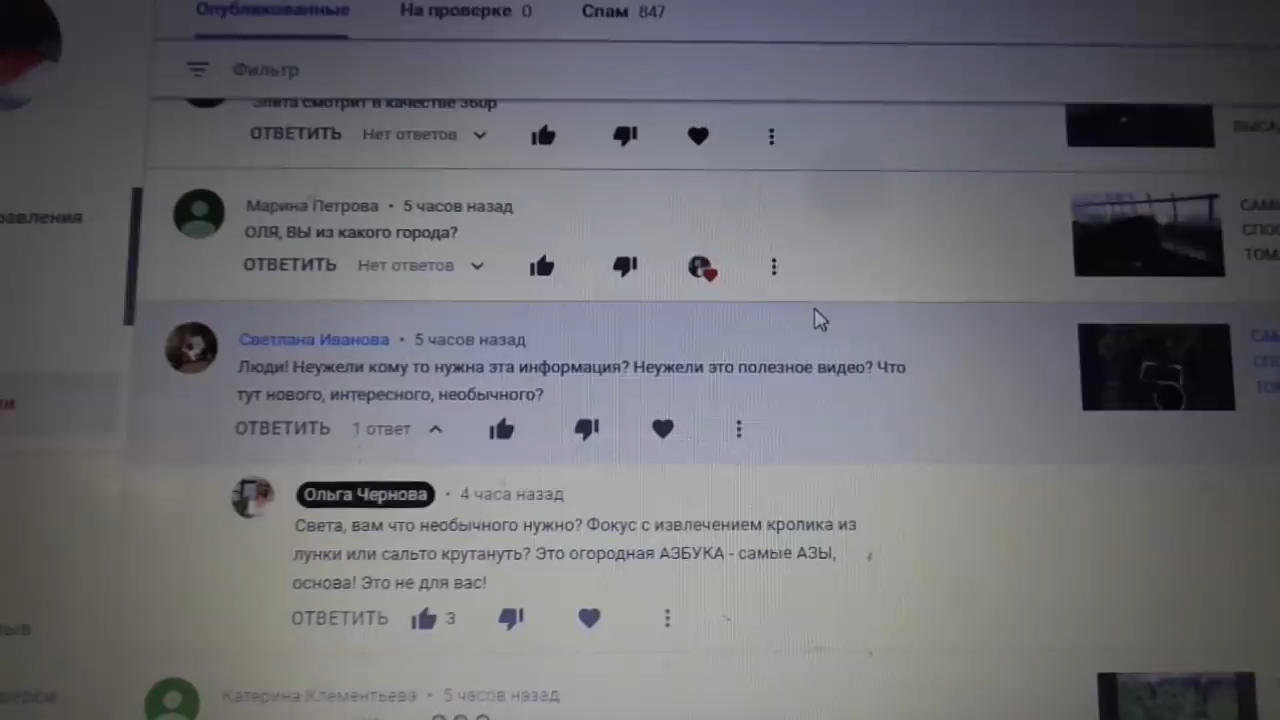 Опубликованные На проверке 0 Спам 847
Фильтр
Элита смотрит в качестве 360p
ОТВЕТИТЬ Нет ответов
Марина Петрова • 5 часов назад
ОЛЯ, ВЫ из какого города?
ОТВЕТИТЬ Нет ответов
Светлана Иванова • 5 часов назад
Люди! Неужели кому то нужна эта информация? Неужели это полезное видео? Что
тут нового, интересного, необычного?
ОТВЕТИТЬ 1 ответ
Ольга Чернова • 4 часа назад
Света, вам что необычного нужно? Фокус с извлечением кролика из
лунки или сальто крутануть? Это огородная АЗБУКА - самые АЗЫ,
основа! Это не для вас!
ОТВЕТИТЬ 3
Катерина Клементьева • 5 часов назад